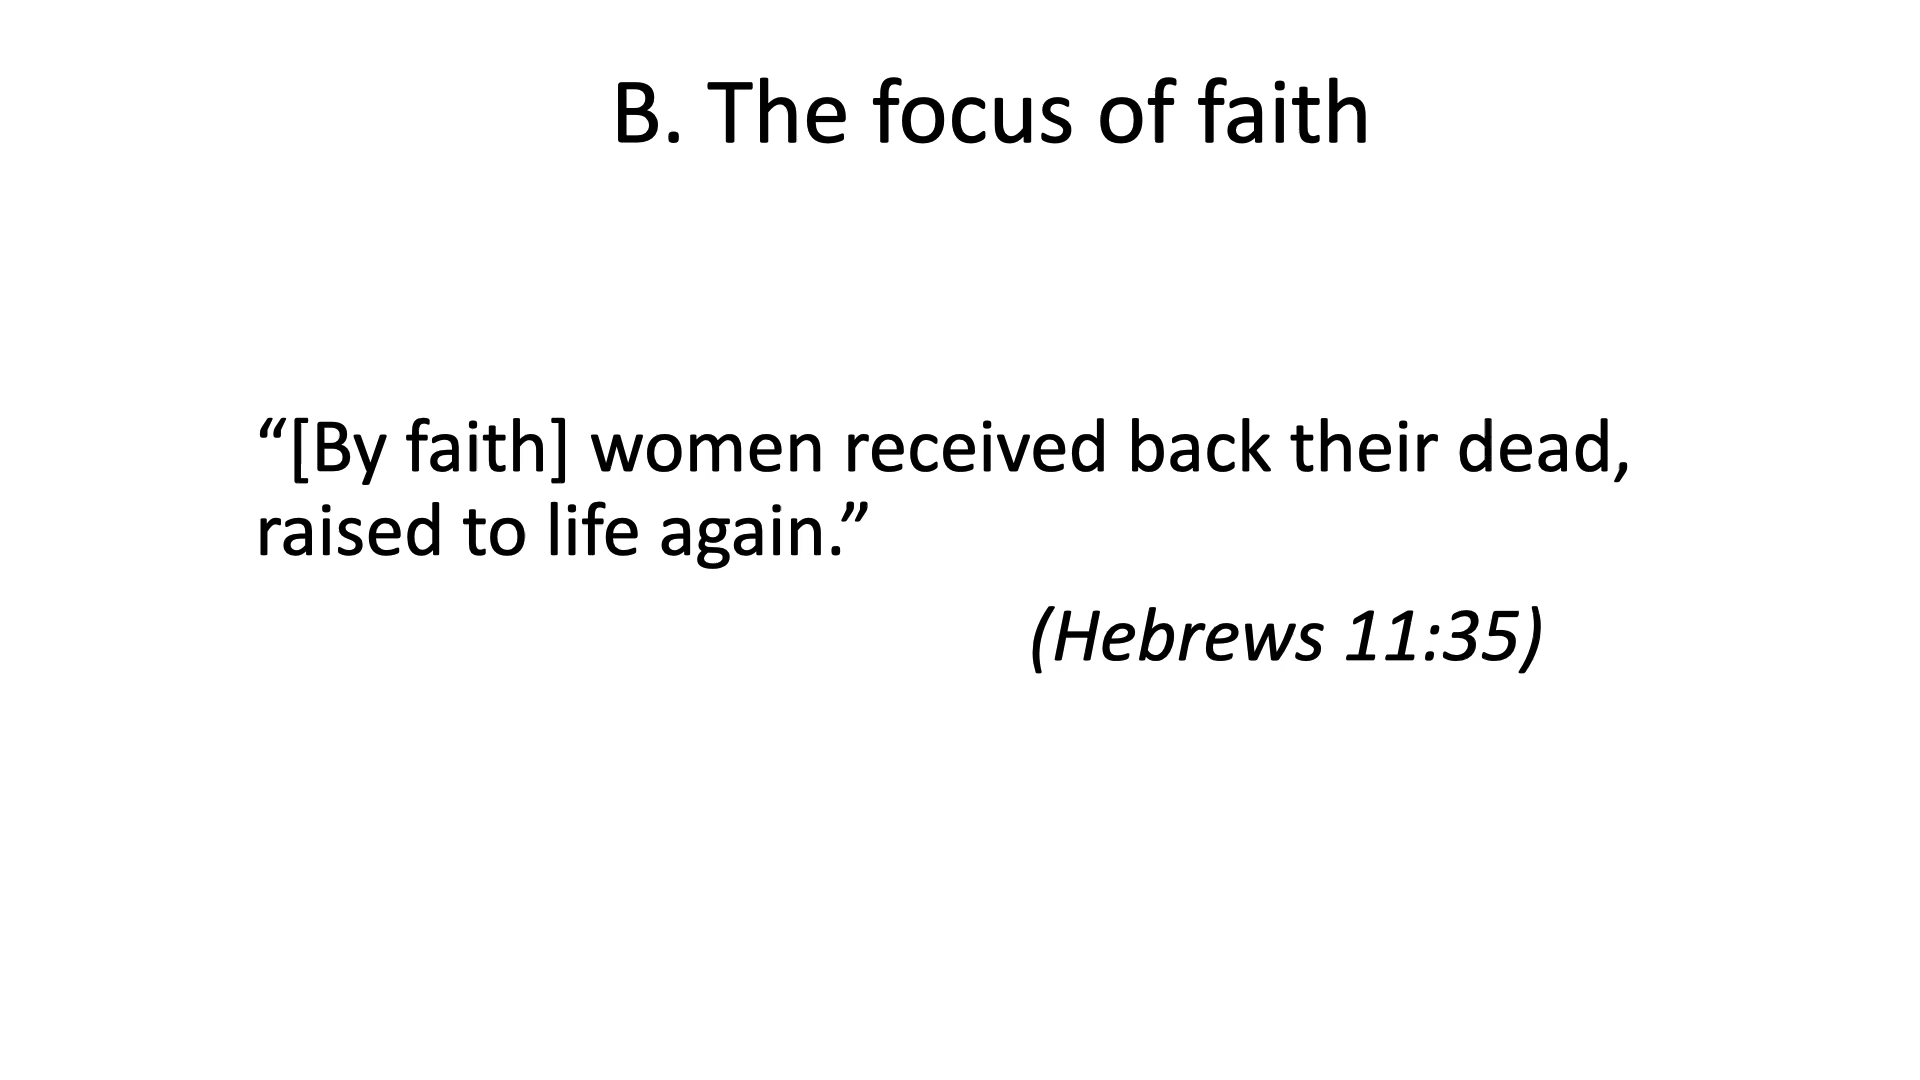 B. The focus of faith
“[By faith] women received back their dead,
raised to life again.”
(Hebrews 11:35)